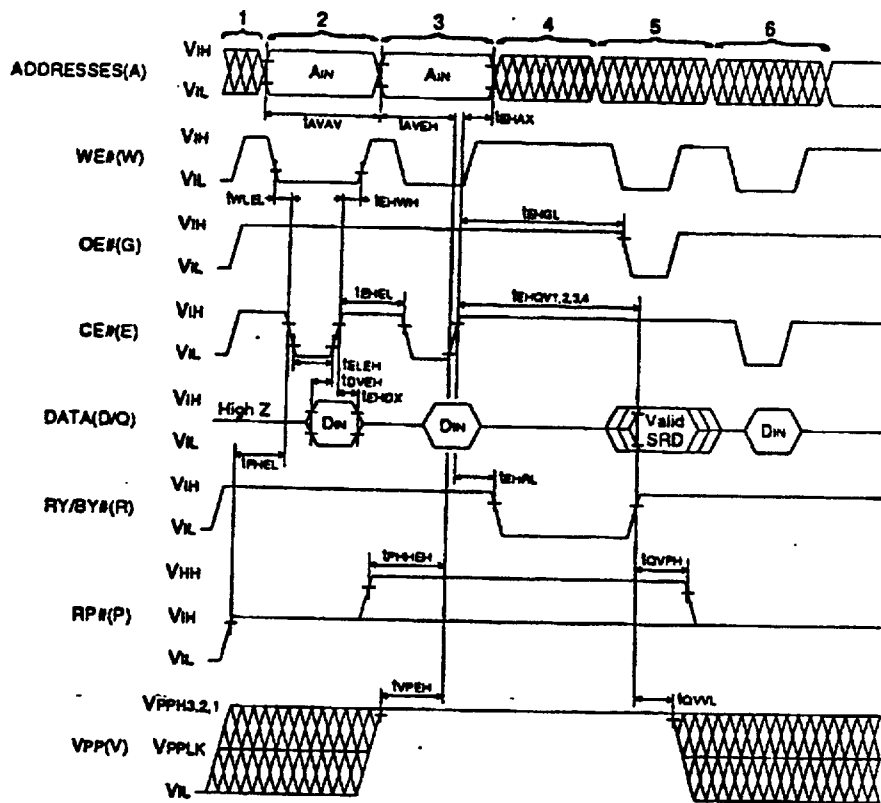 1 2 3 4 5 6
ADDRESSES(A) VIH VIL AIN AIN
tAVAV tAVEH tEHAX
WE#(W) VIH VIL
tWLEL tEHWH
OE#(G) VIH VIL
tEHGL
CE#(E) VIH VIL
tEHEL tEHQV1,2,3,4
tELEH
tDVEH
tEHDX
DATA(D/Q) VIH VIL High Z DIN DIN Valid SRD DIN
tPHEL
RY/BY#(R) VIH VIL
tEHRL
RP#(P) VHH VIH VIL
tPHHEH tQVPH
VPP(V) VPPH3,2,1 VPPLK VIL
tVPEH tQVVL